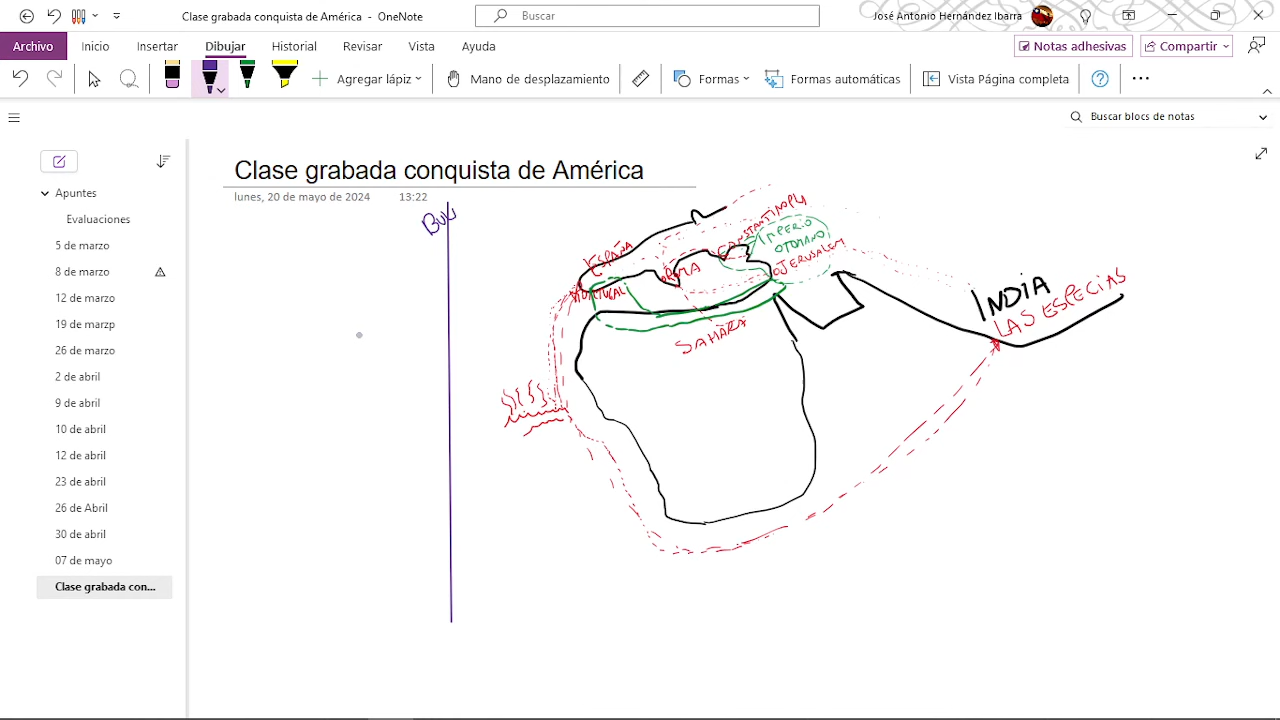 Clase grabada conquista de América - OneNote
Buscar
José Antonio Hernández Ibarra
Archivo
Inicio
Insertar
Dibujar
Historial
Revisar
Vista
Ayuda
Notas adhesivas
Compartir
Agregar lápiz
Mano de desplazamiento
Formas
Formas automáticas
Vista Página completa
Buscar blocs de notas
Apuntes
Evaluaciones
5 de marzo
8 de marzo
12 de marzo
19 de marzp
26 de marzo
2 de abril
9 de abril
10 de abril
12 de abril
23 de abril
26 de Abril
30 de abril
07 de mayo
Clase grabada con...
Clase grabada conquista de América
lunes, 20 de mayo de 2024 13:22
CONSTANTINOPLA
IMPERIO
OTOMANO
JERUSALEM
ESPAÑA
ROMA
PORTUGAL
SAHARA
INDIA
LAS ESPECIAS